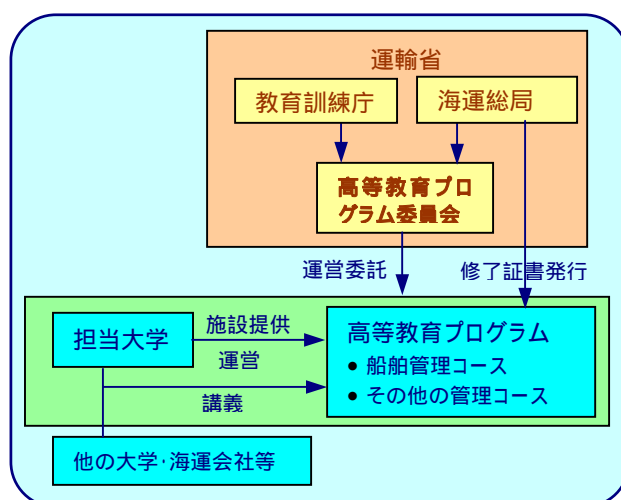 運輸省
教育訓練庁
海運総局
高等教育プロ
グラム委員会
運営委託
修了証書発行
担当大学
施設提供
運営
講義
高等教育プログラム
• 船舶管理コース
• その他の管理コース
他の大学·海運会社等